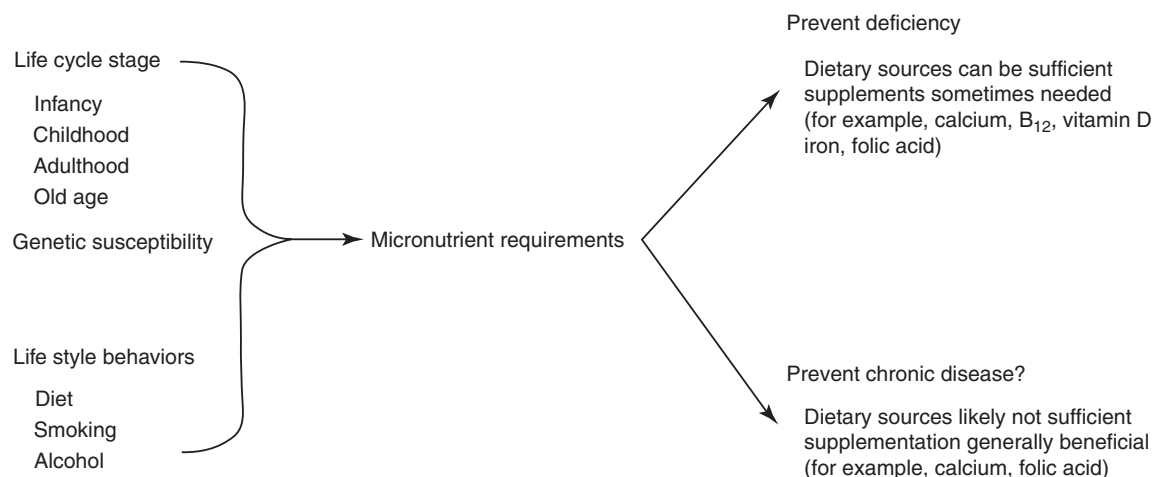 Life cycle stage
Infancy
Childhood
Adulthood
Old age
Genetic susceptibility
Life style behaviors
Diet
Smoking
Alcohol
Micronutrient requirements
Prevent deficiency
Dietary sources can be sufficient
supplements sometimes needed
(for example, calcium, B₁₂, vitamin D
iron, folic acid)
Prevent chronic disease?
Dietary sources likely not sufficient
supplementation generally beneficial
(for example, calcium, folic acid)